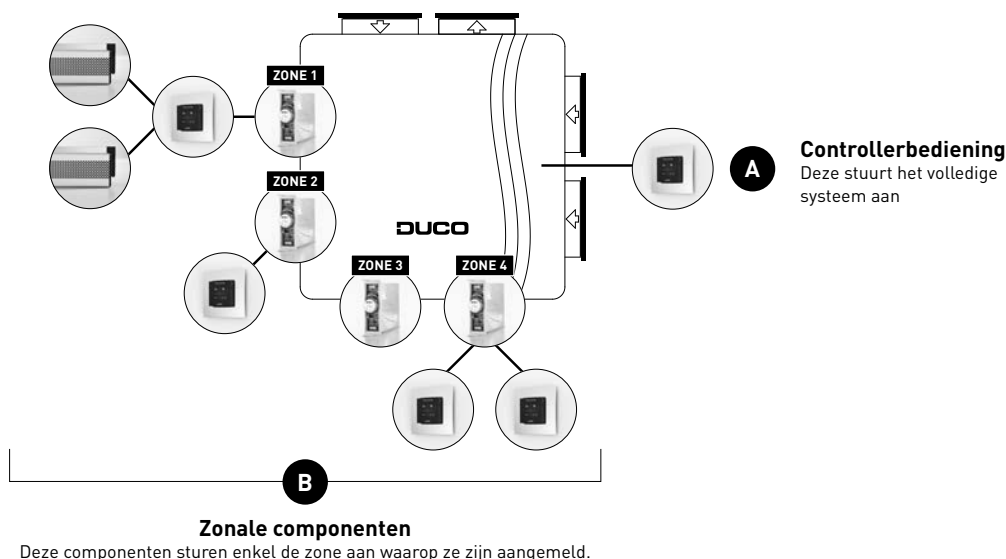 ZONE 1
ZONE 2
DUCO
ZONE 3
ZONE 4
A
Controllerbediening
Deze stuurt het volledige
systeem aan
B
Zonale componenten
Deze componenten sturen enkel de zone aan waarop ze zijn aangemeld.